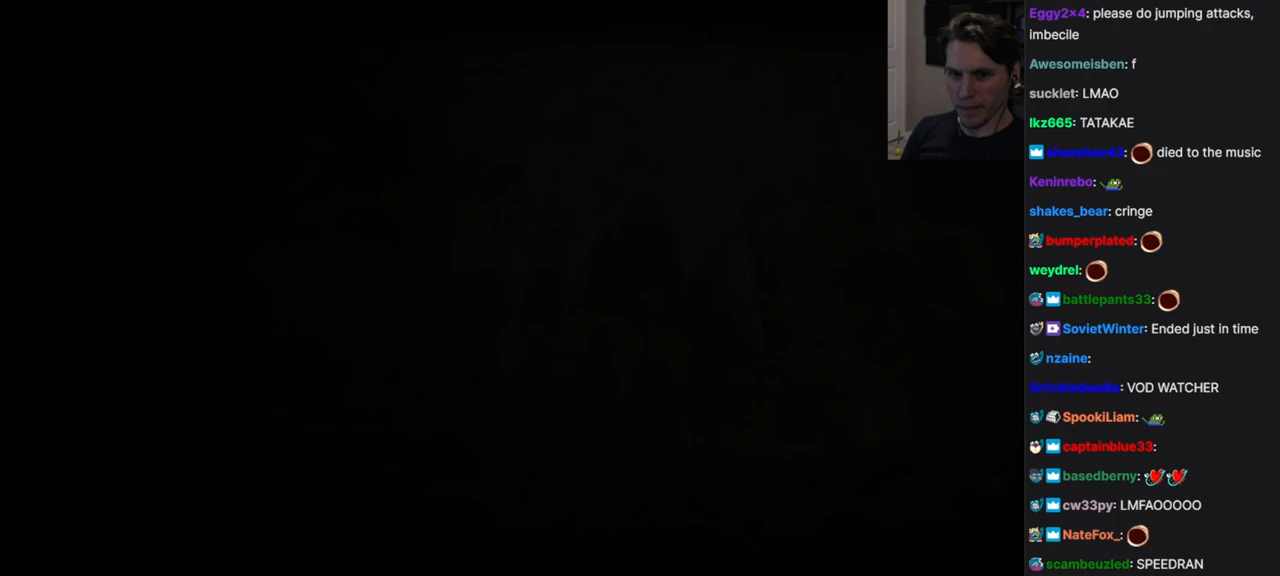 Eggy2x4: please do jumping attacks,
imbecile
Awesomeisben: f
sucklet: LMAO
lkz665: TATAKAE
died to the music
Keninrebo:
shakes_bear: cringe
bumperplated:
weydrel:
battlepants33:
SovietWinter: Ended just in time
nzaine:
VOD WATCHER
SpookiLiam:
captainblue33:
basedberny:
cw33py: LMFAOOOOO
NateFox_:
scambeuzled: SPEEDRAN